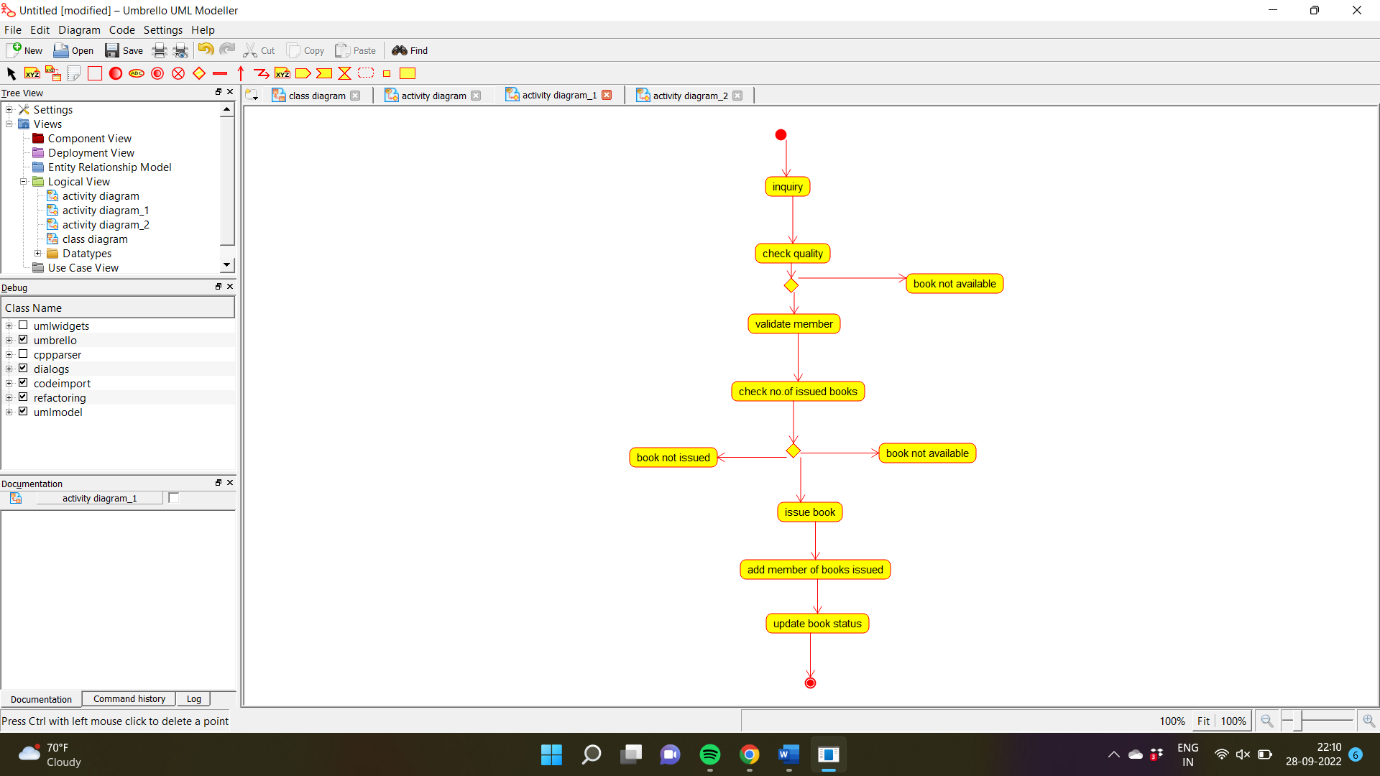 Untitled [modified] – Umbrello UML Modeller
File Edit Diagram Code Settings Help
New Open Save Cut Copy Paste Find
XYZ ABC XYZ
Tree View
class diagram activity diagram activity diagram_1 activity diagram_2
Settings
Views
Component View
Deployment View
Entity Relationship Model
Logical View
activity diagram
activity diagram_1
activity diagram_2
class diagram
Datatypes
Use Case View
Debug
Class Name
umlwidgets
umbrello
cppparser
dialogs
codeimport
refactoring
umlmodel
Documentation
activity diagram_1
Documentation Command history Log
inquiry
check quality
book not available
validate member
check no.of issued books
book not issued
book not available
issue book
add member of books issued
update book status
Press Ctrl with left mouse click to delete a point
100% Fit 100%
70°F
Cloudy
W
ENG
IN
22:10
28-09-2022
6